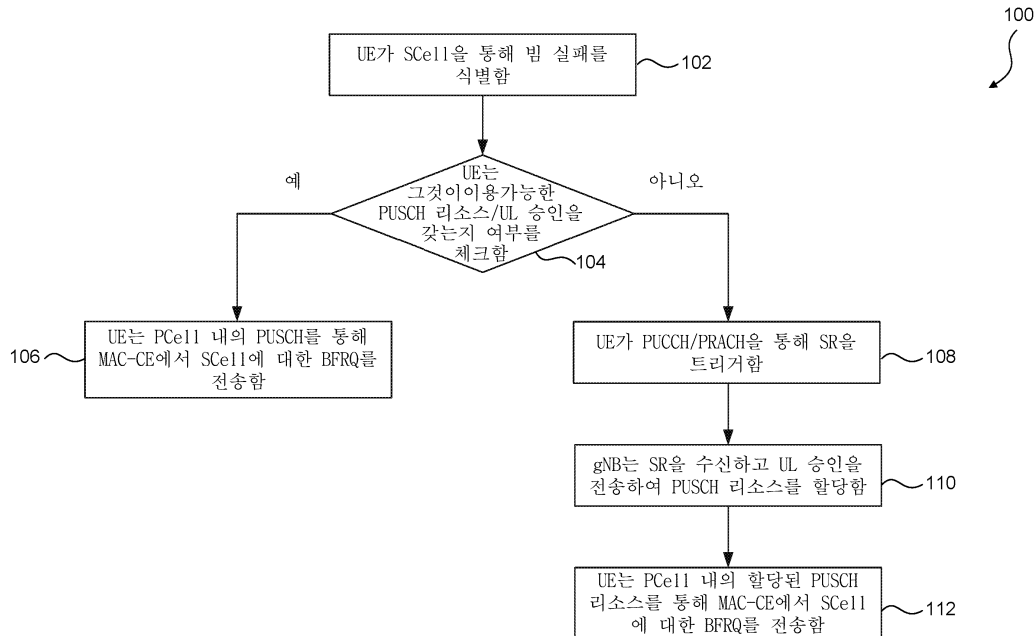 100
UE가 SCell을 통해 빔 실패를
식별함
102
UE는
그것이이용가능한
PUSCH 리소스/UL 승인을
갖는지 여부를
체크함
104
예
아니오
UE는 PCell 내의 PUSCH를 통해
MAC-CE에서 SCell에 대한 BFRQ를
전송함
106
UE가 PUCCH/PRACH을 통해 SR을
트리거함
108
gNB는 SR을 수신하고 UL 승인을
전송하여 PUSCH 리소스를 할당함
110
UE는 PCell 내의 할당된 PUSCH
리소스를 통해 MAC-CE에서 SCell
에 대한 BFRQ를 전송함
112